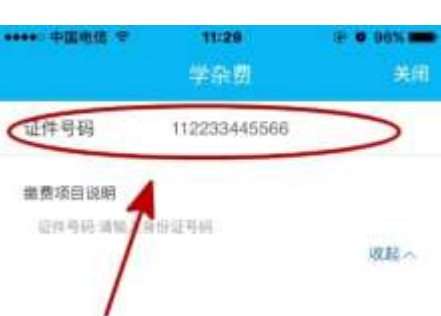 中国电信 11:29 96%
学杂费 关闭
证件号码 112233445566
缴费项目说明
证件号码 请输入身份证号码
收起